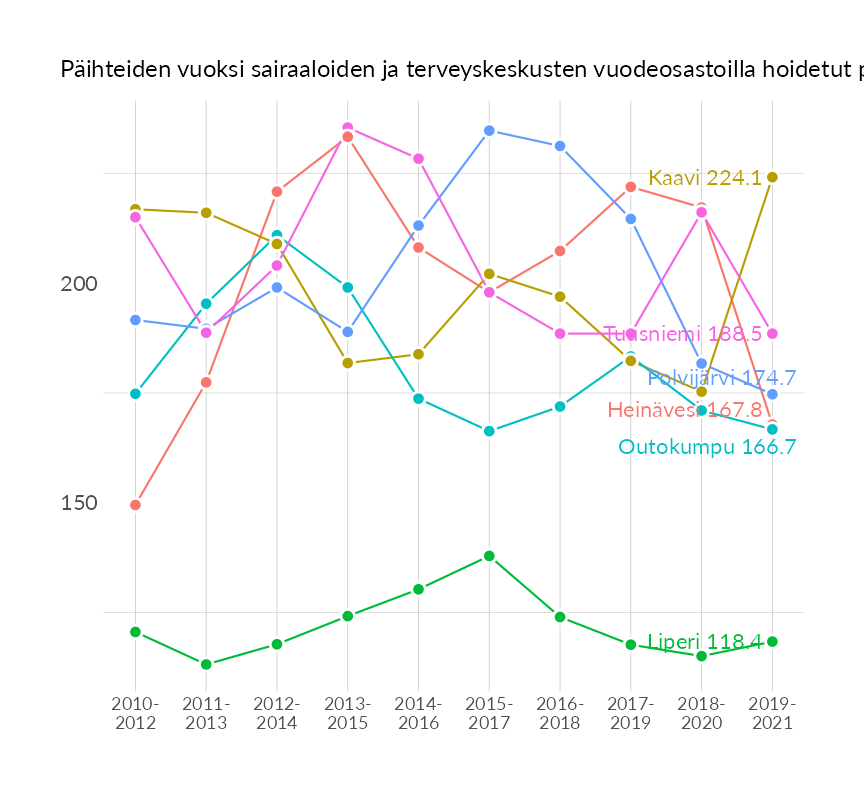 Päihteiden vuoksi sairaaloiden ja terveyskeskusten vuodeosastoilla hoidetut
Kaavi 224.1
200
Tuusniemi 188.5
Polvijärvi 174.7
Heinävesi 167.8
Outokumpu 166.7
150
Liperi 118.4
2010- 2011- 2012- 2013- 2014- 2015- 2016- 2017- 2018- 2019-
2012 2013 2014 2015 2016 2017 2018 2019 2020 2021